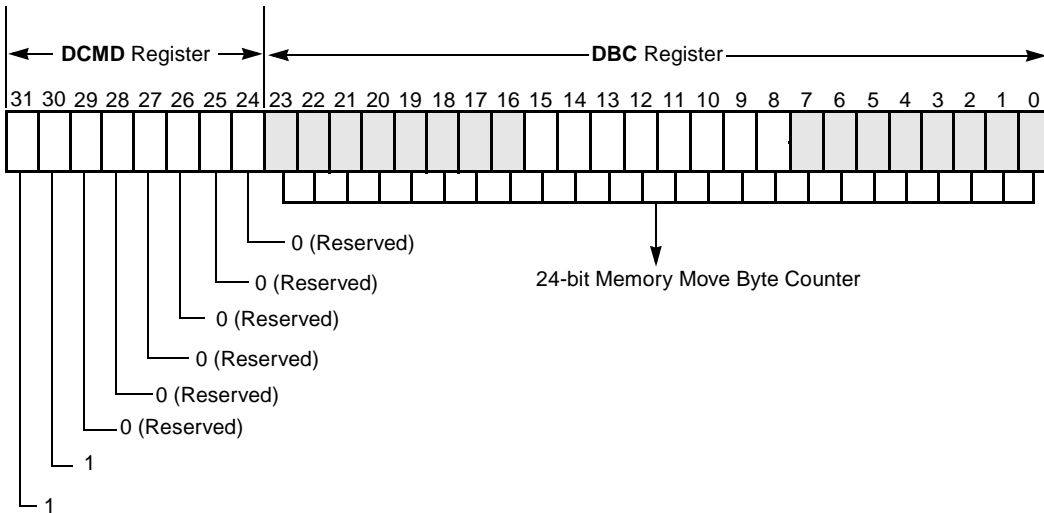 DCMD Register DBC Register
31 30 29 28 27 26 25 24 23 22 21 20 19 18 17 16 15 14 13 12 11 10 9 8 7 6 5 4 3 2 1 0
0 (Reserved)
24-bit Memory Move Byte Counter
0 (Reserved)
0 (Reserved)
0 (Reserved)
0 (Reserved)
0 (Reserved)
1
1